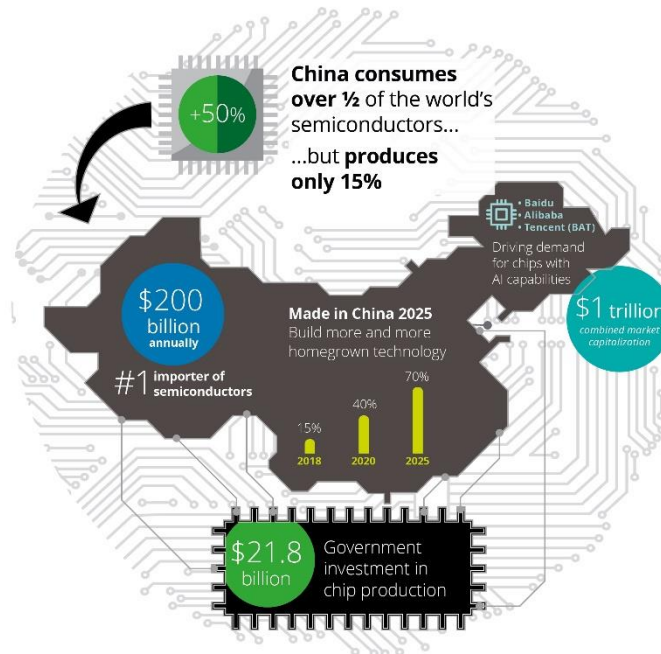 +50%
China consumes
over ½ of the world's
semiconductors...
...but produces
only 15%
• Baidu
• Alibaba
• Tencent (BAT)
Driving demand
for chips with
AI capabilities
$1 trillion
combined market
capitalization
$200
billion
annually
#1 importer of
semiconductors
Made in China 2025
Build more and more
homegrown technology
15%
40%
70%
2018
2020
2025
$21.8
billion
Government
investment in
chip production